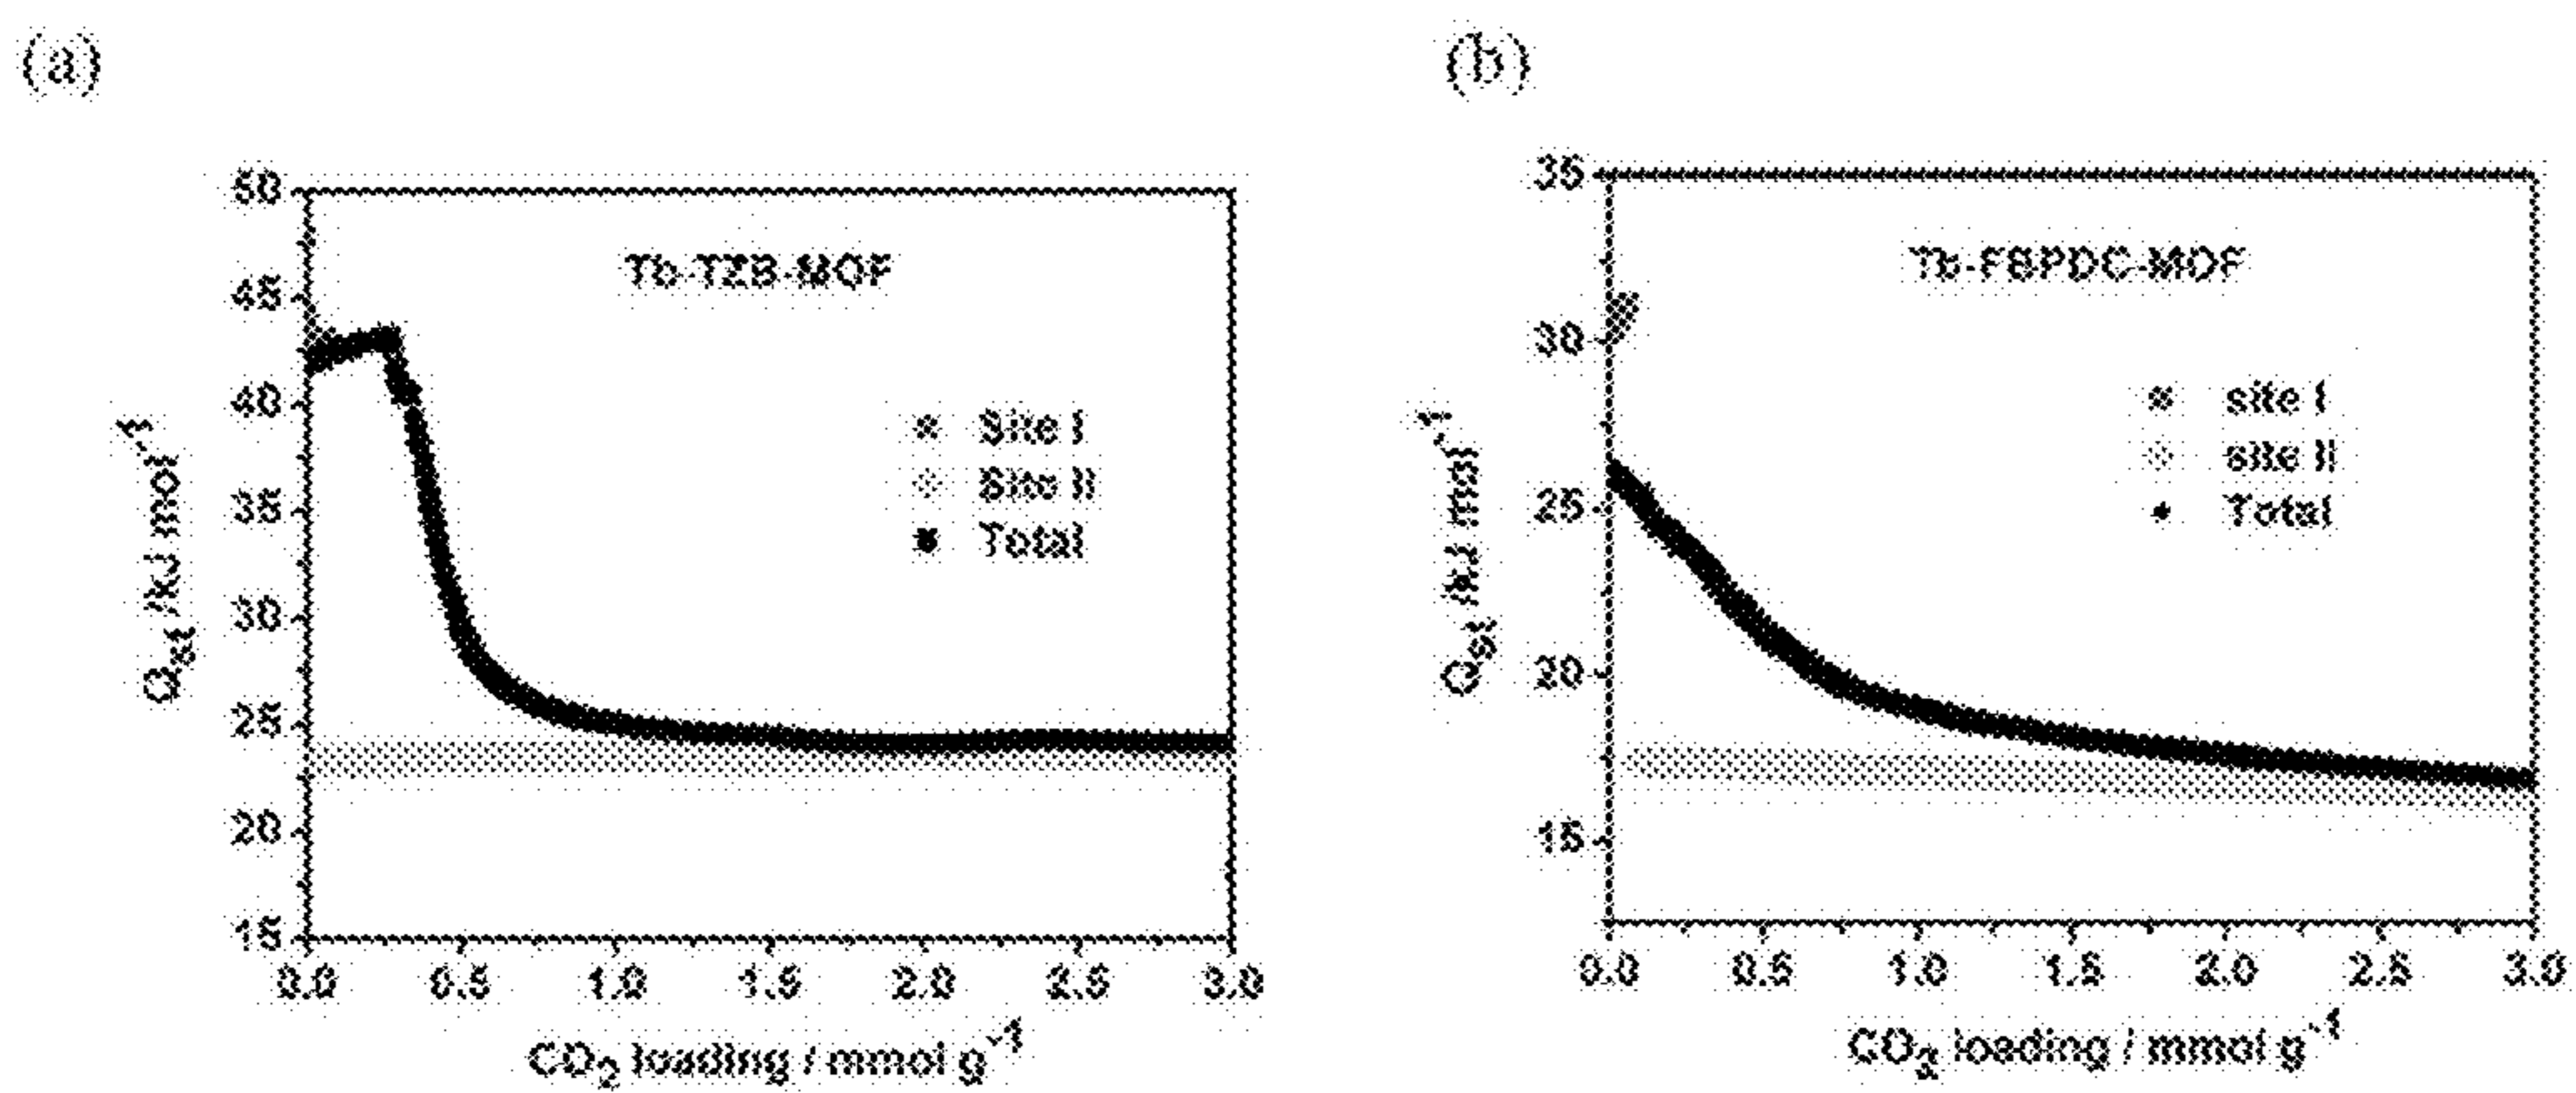 (a)
(b)
50
45
40
35
30
25
20
15
Q_st /kJ mol⁻¹
Tb-TZB-MOF
Site I
Site II
Total
0.0 0.5 1.0 1.5 2.0 2.5 3.0
CO₂ loading / mmol g⁻¹
35
30
25
20
15
Q_st /kJ mol⁻¹
Tb-FBPDC-MOF
site I
site II
Total
0.0 0.5 1.0 1.5 2.0 2.5 3.0
CO₂ loading / mmol g⁻¹